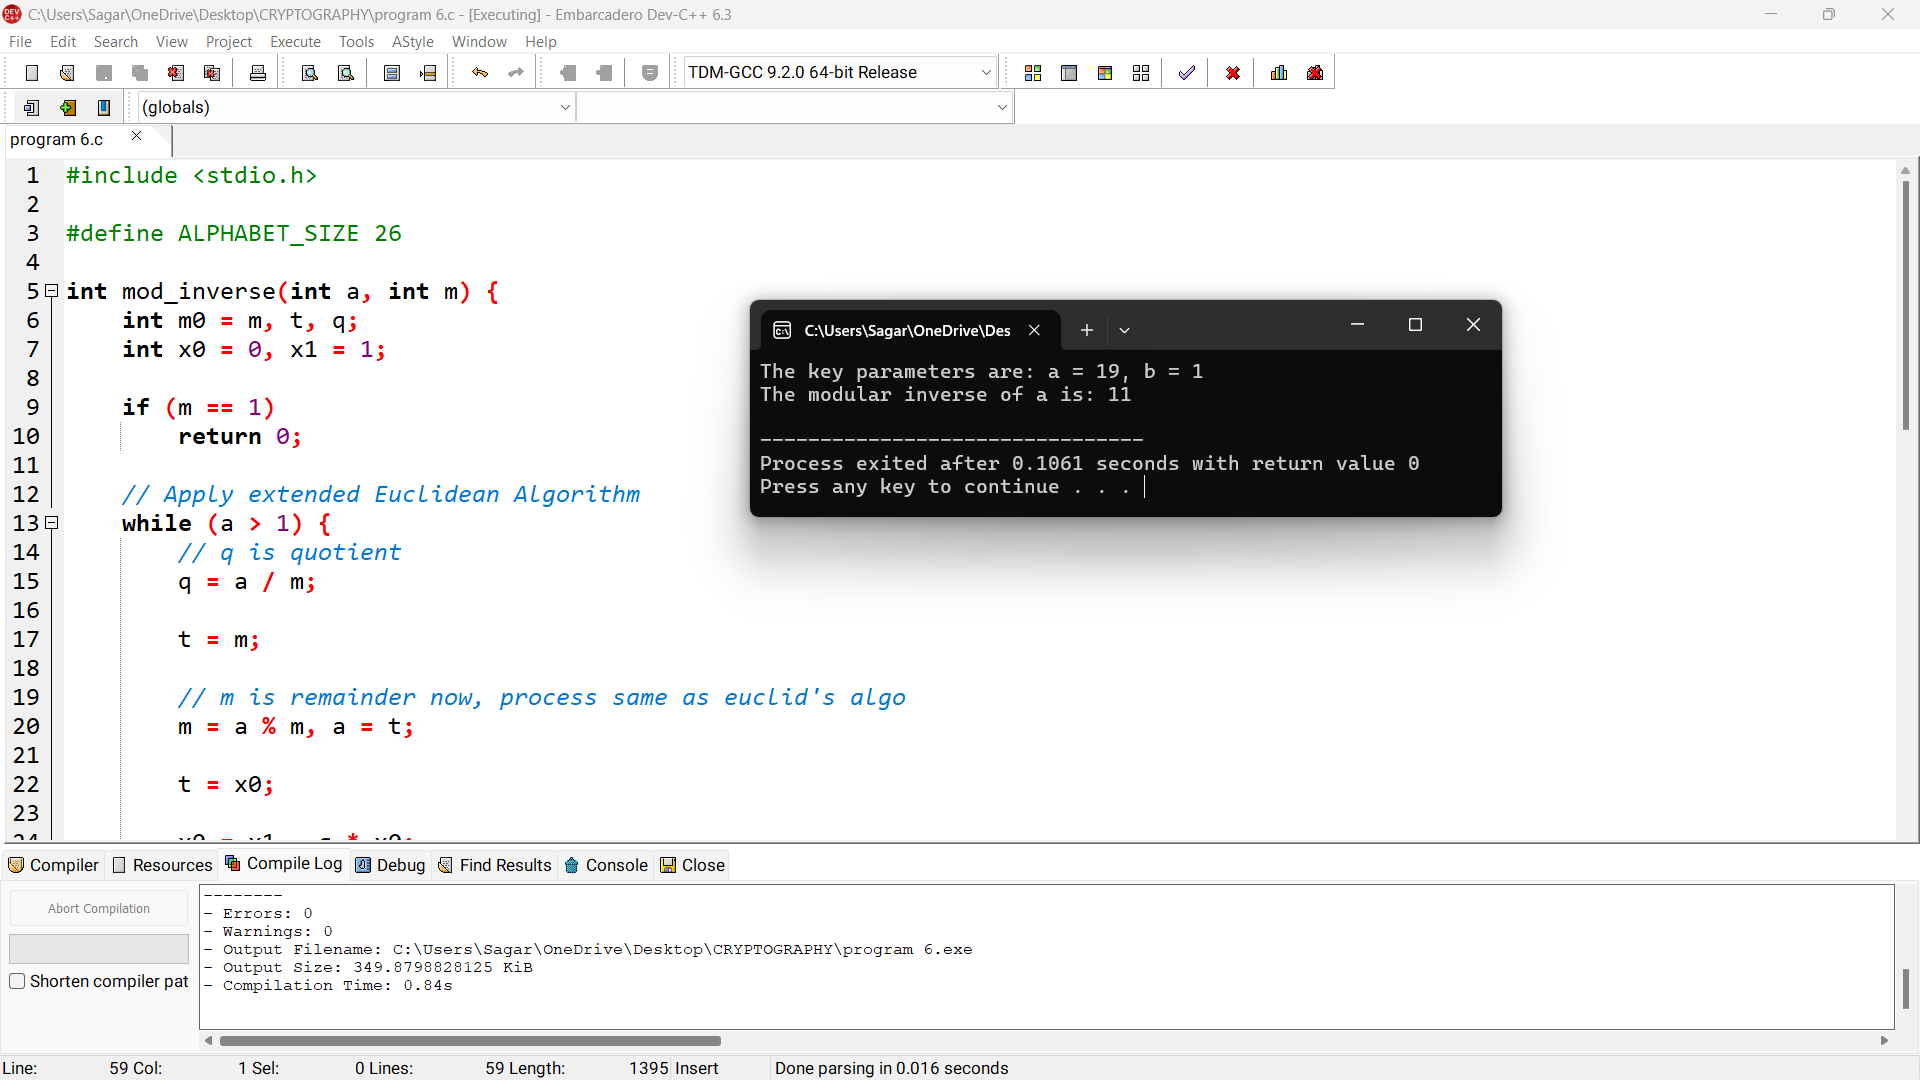 C:\Users\Sagar\OneDrive\Desktop\CRYPTOGRAPHY\program 6.c - [Executing] - Embarcadero Dev-C++ 6.3
File Edit Search View Project Execute Tools AStyle Window Help
TDM-GCC 9.2.0 64-bit Release
(globals)
program 6.c
1 #include <stdio.h>
2
3 #define ALPHABET_SIZE 26
4
5 int mod_inverse(int a, int m) {
6 int m0 = m, t, q;
7 int x0 = 0, x1 = 1;
8
9 if (m == 1)
10 return 0;
11
12 // Apply extended Euclidean Algorithm
13 while (a > 1) {
14 // q is quotient
15 q = a / m;
16
17 t = m;
18
19 // m is remainder now, process same as euclid's algo
20 m = a % m, a = t;
21
22 t = x0;
23
C:\Users\Sagar\OneDrive\Des
The key parameters are: a = 19, b = 1
The modular inverse of a is: 11
--------------------------------
Process exited after 0.1061 seconds with return value 0
Press any key to continue . . .
Compiler Resources Compile Log Debug Find Results Console Close
Abort Compilation
Shorten compiler pat
--------
- Errors: 0
- Warnings: 0
- Output Filename: C:\Users\Sagar\OneDrive\Desktop\CRYPTOGRAPHY\program 6.exe
- Output Size: 349.8798828125 KiB
- Compilation Time: 0.84s
Line: 59 Col: 1 Sel: 0 Lines: 59 Length: 1395 Insert Done parsing in 0.016 seconds